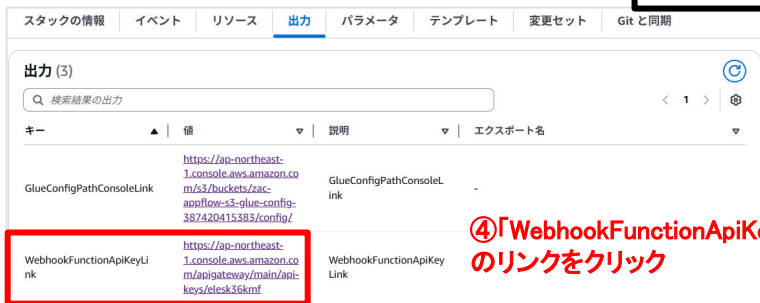 スタックの情報 イベント リソース 出力 パラメータ テンプレート 変更セット Git と同期
出力 (3)
検索結果の出力
1
キー 値 説明 エクスポート名
GlueConfigPathConsoleLink
https://ap-northeast-
1.console.aws.amazon.co
m/s3/buckets/zac-
appflow-s3-glue-config-
387420415383/config/
GlueConfigPathConsoleL
ink
-
WebhookFunctionApiKeyLi
nk
https://ap-northeast-
1.console.aws.amazon.co
m/apigateway/main/api-
keys/elesk36kmf
WebhookFunctionApiKey
Link
④「WebhookFunctionApiKe
のリンクをクリック